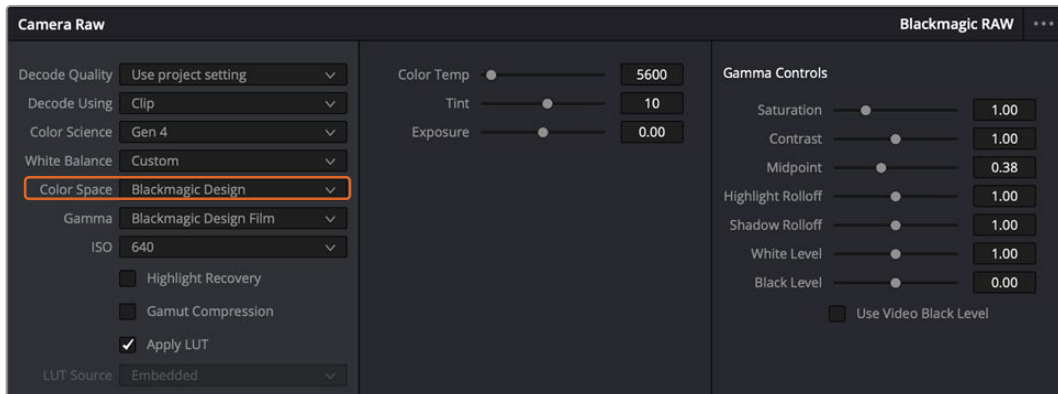 Camera Raw
Blackmagic RAW
Decode Quality Use project setting
Decode Using Clip
Color Science Gen 4
White Balance Custom
Color Space Blackmagic Design
Gamma Blackmagic Design Film
ISO 640
Highlight Recovery
Gamut Compression
Apply LUT
LUT Source Embedded
Color Temp 5600
Tint 10
Exposure 0.00
Gamma Controls
Saturation 1.00
Contrast 1.00
Midpoint 0.38
Highlight Rolloff 1.00
Shadow Rolloff 1.00
White Level 1.00
Black Level 0.00
Use Video Black Level